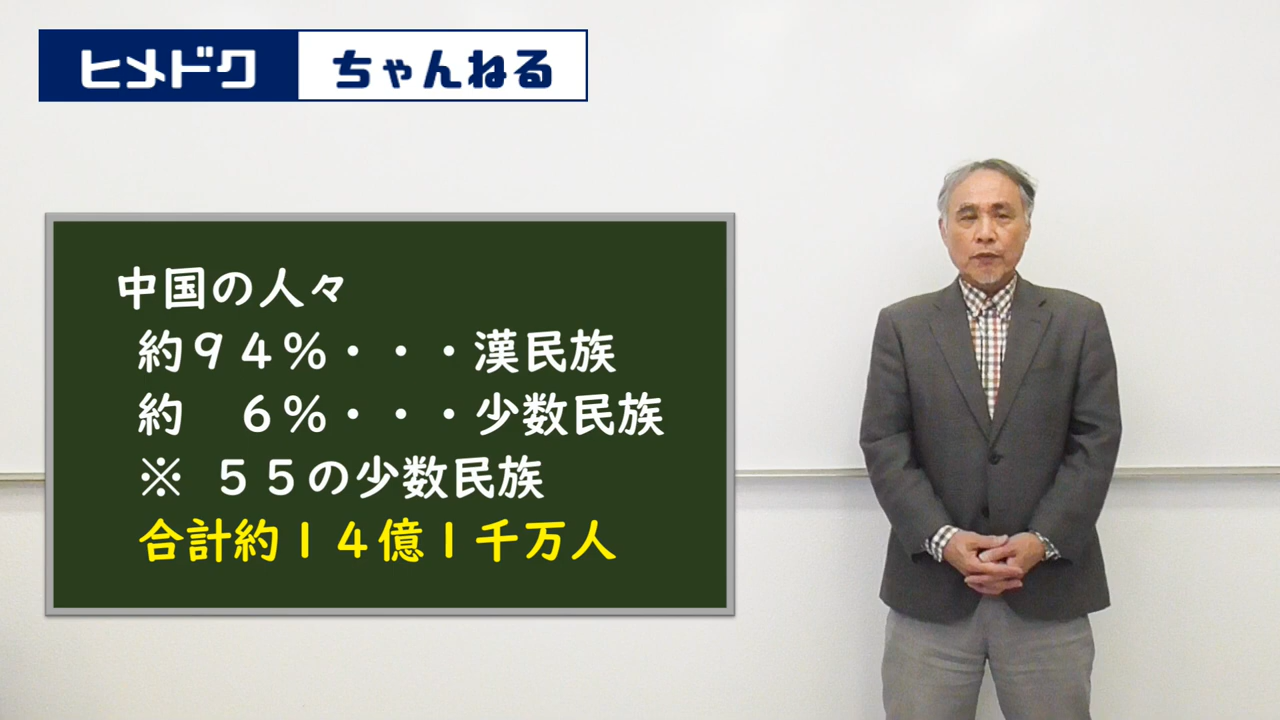 ヒメドク ちゃんねる
中国の人々
約９４％・・・漢民族
約　６％・・・少数民族
※ ５５の少数民族
合計約１４億１千万人